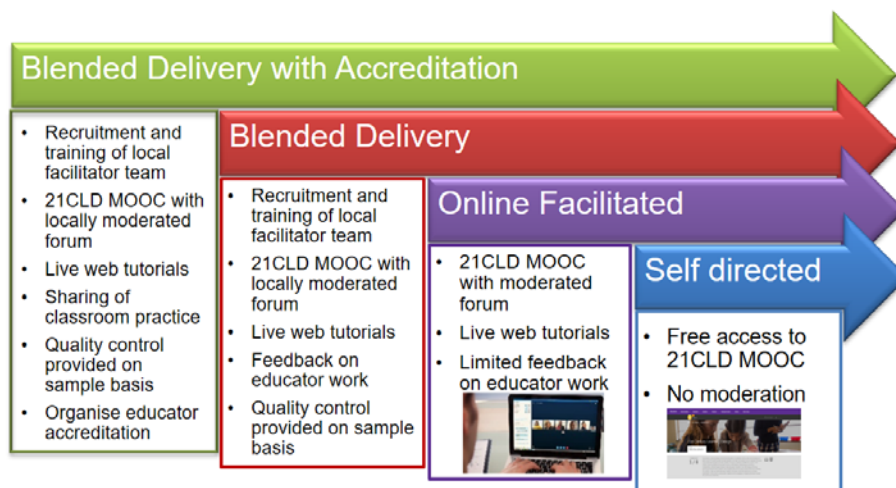 Blended Delivery with Accreditation
• Recruitment and
training of local
facilitator team
• 21CLD MOOC with
locally moderated
forum
• Live web tutorials
• Sharing of
classroom practice
• Quality control
provided on
sample basis
• Organise educator
accreditation
Blended Delivery
• Recruitment and
training of local
facilitator team
• 21CLD MOOC with
locally moderated
forum
• Live web tutorials
• Feedback on
educator work
• Quality control
provided on sample
basis
Online Facilitated
• 21CLD MOOC
with moderated
forum
• Live web tutorials
• Limited feedback
on educator work
Self directed
• Free access to
21CLD MOOC
• No moderation